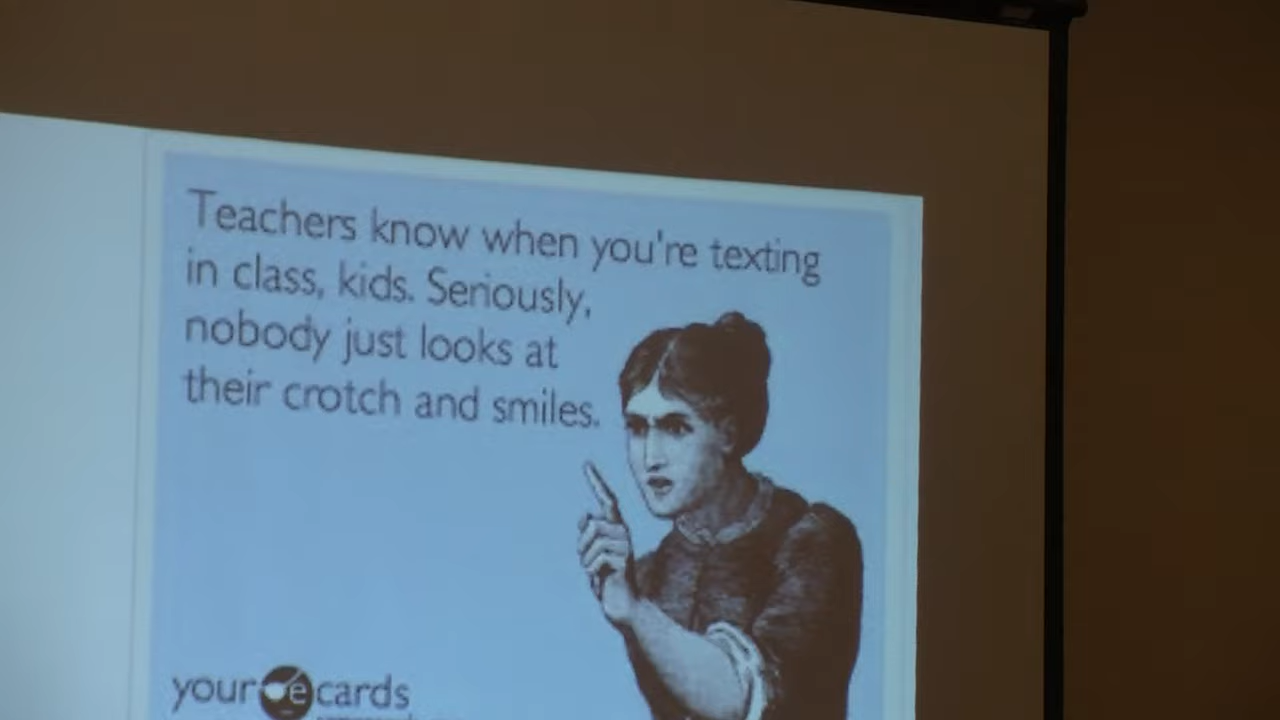 Teachers know when you're texting
in class, kids. Seriously,
nobody just looks at
their crotch and smiles.
your e cards